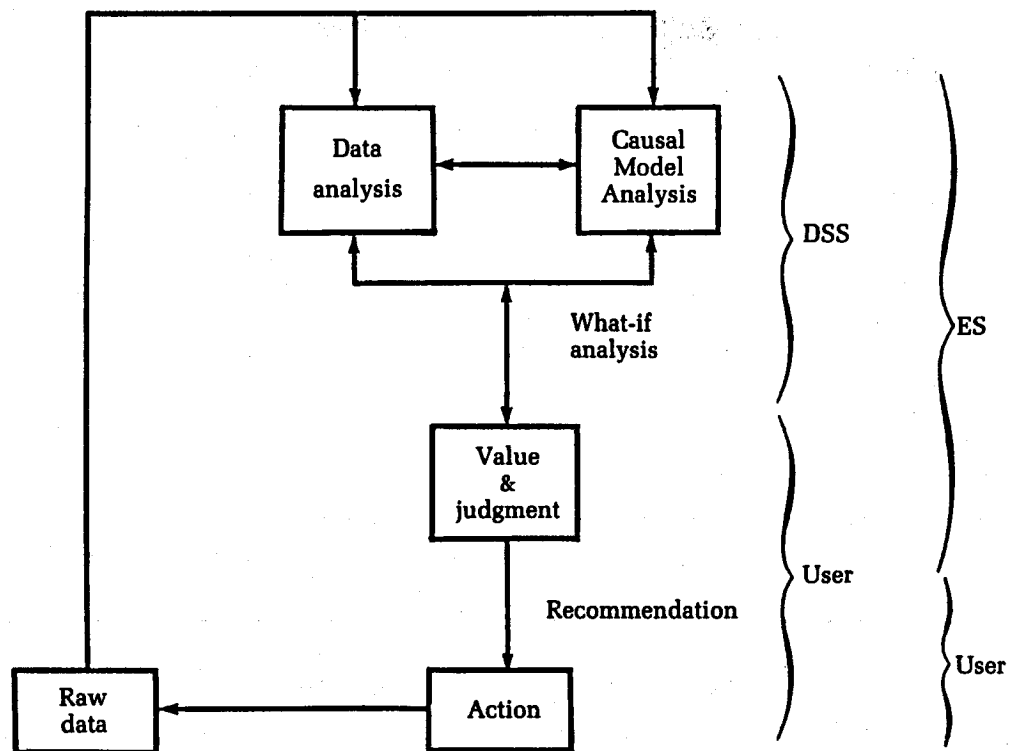 Data
analysis
Causal
Model
Analysis
DSS
What-if
analysis
ES
Value
&
judgment
User
Recommendation
User
Raw
data
Action